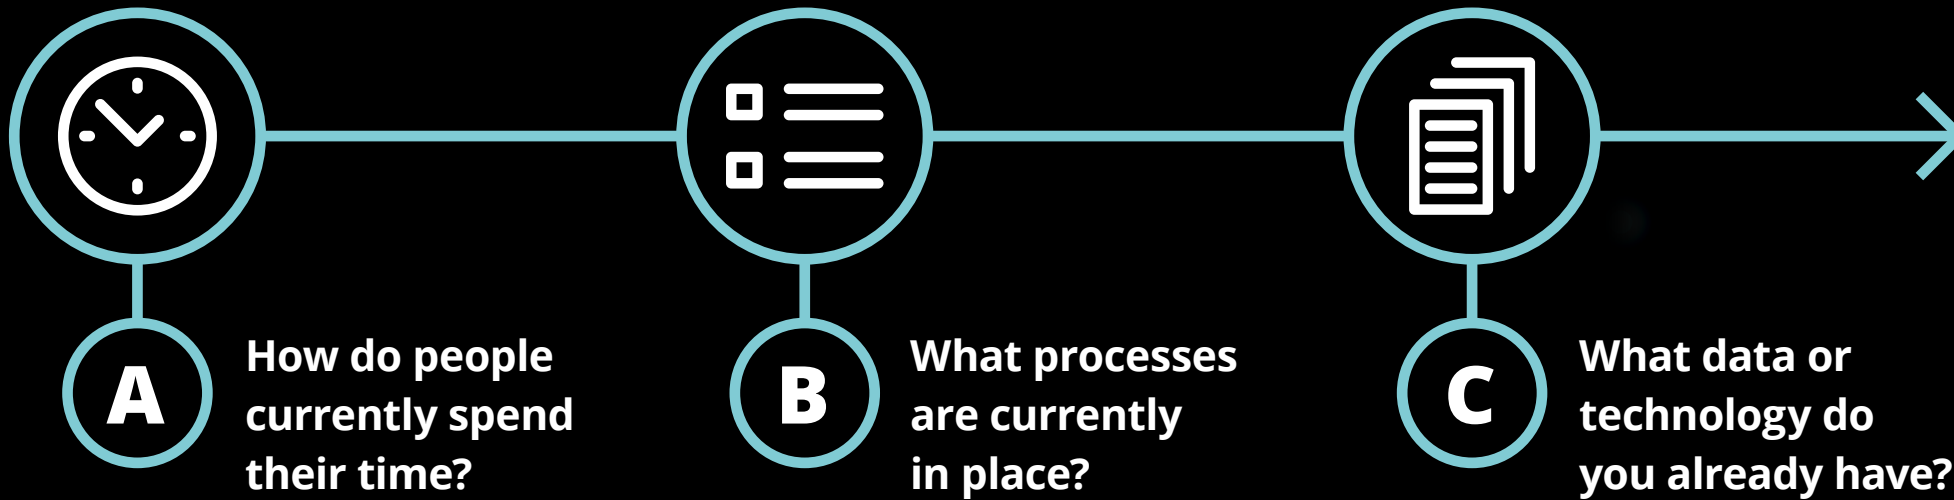 A
How do people
currently spend
their time?
B
What processes
are currently
in place?
C
What data or
technology do
you already have?